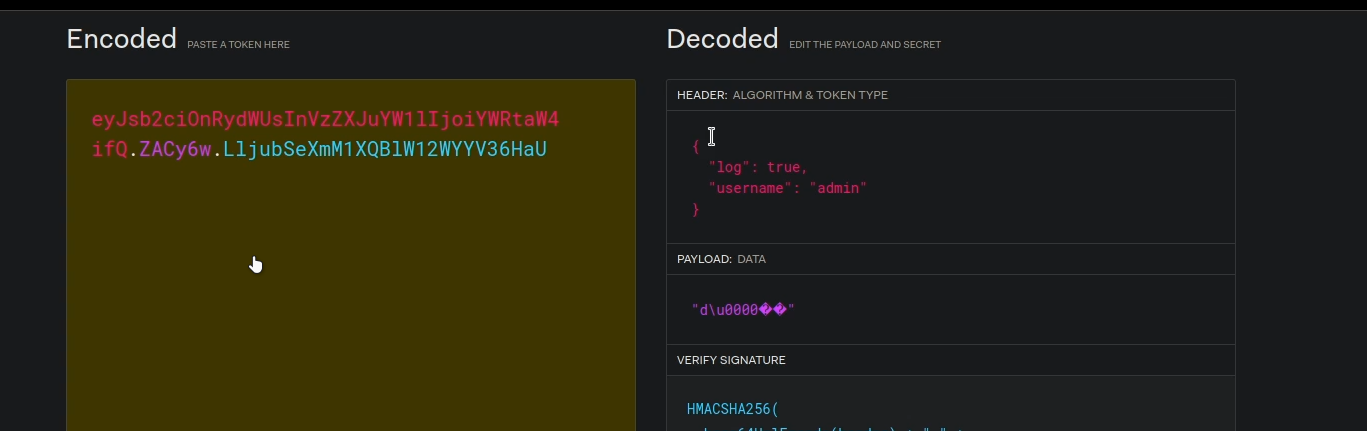 Encoded PASTE A TOKEN HERE
eyJsb2ciOnRydWUsInVzZXJuYW1lIjoiYWRtaW4
ifQ.ZACy6w.LljubSeXmM1XQBlW12WYYV36HaU
Decoded EDIT THE PAYLOAD AND SECRET
HEADER: ALGORITHM & TOKEN TYPE
{
"log": true,
"username": "admin"
}
PAYLOAD: DATA
"d\u0000��"
VERIFY SIGNATURE
HMACSHA256(